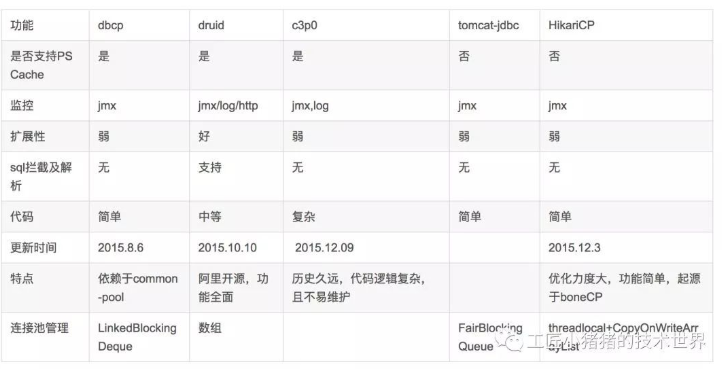 功能 dbcp druid c3p0 tomcat-jdbc HikariCP
是否支持PS Cache 是 是 是 否 否
监控 jmx jmx/log/http jmx,log jmx jmx
扩展性 弱 好 弱 弱 弱
sql拦截及解析 无 支持 无 无 无
代码 简单 中等 复杂 简单 简单
更新时间 2015.8.6 2015.10.10 2015.12.09 2015.12.3
特点 依赖于common-pool 阿里开源，功能全面 历史久远，代码逻辑复杂，且不易维护 优化力度大，功能简单，起源于boneCP
连接池管理 LinkedBlockingDeque 数组 FairBlockingQueue threadlocal+CopyOnWriteArrayList
工匠小猪猪的技术世界